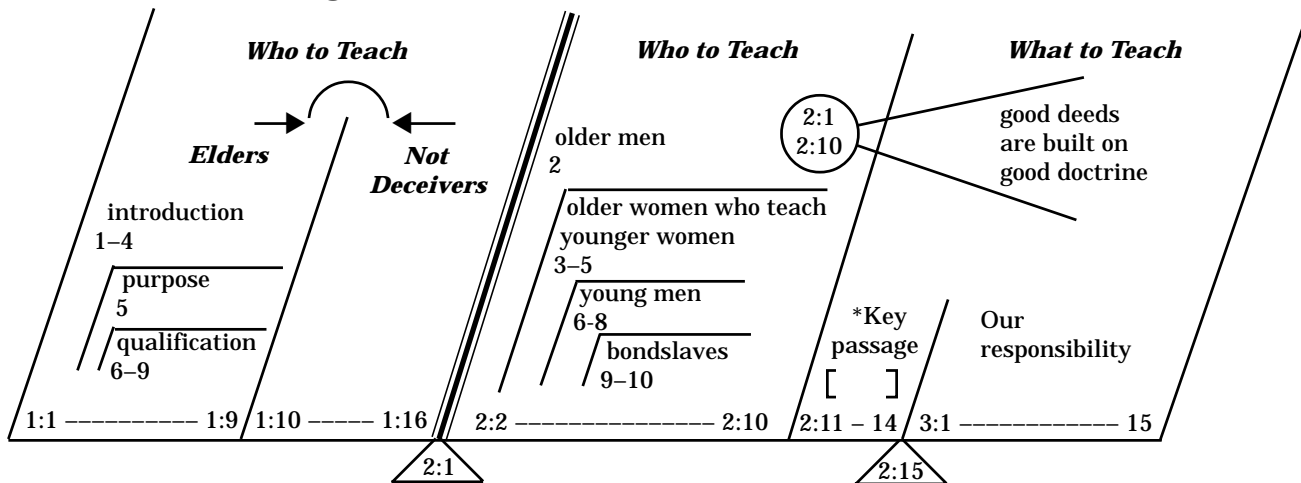 Who to Teach
Elders
Not
Deceivers
introduction
1–4
purpose
5
qualification
6–9
1:1 –––––––––– 1:9
1:10 ––––– 1:16
2:1
Who to Teach
older men
2
older women who teach
younger women
3–5
young men
6-8
bondslaves
9–10
2:2 ––––––––––––––– 2:10
2:1
2:10
What to Teach
good deeds
are built on
good doctrine
*Key
passage
[ ]
2:11 – 14
2:15
Our
responsibility
3:1 –––––––––––– 15